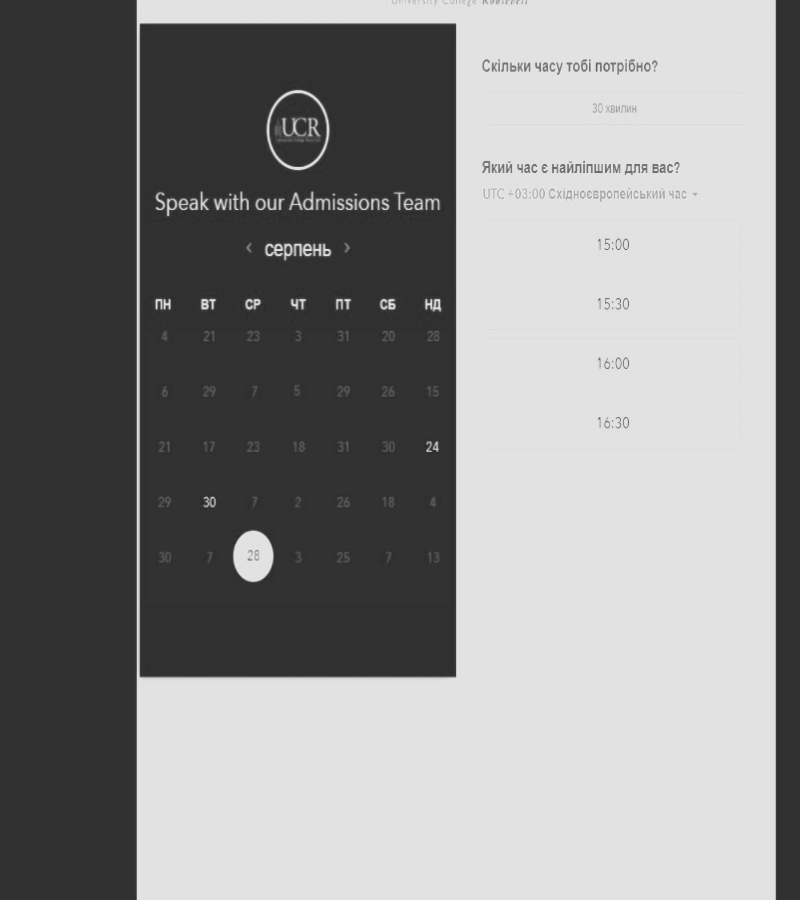 University College Roosevelt
UCR
Speak with our Admissions Team
‹ серпень ›
ПН ВТ СР ЧТ ПТ СБ НД
4 21 23 3 31 20 28
6 29 7 5 29 26 15
21 17 23 18 31 30 24
29 30 7 2 26 18 4
30 7 28 3 25 7 13
Скільки часу тобі потрібно?
30 хвилин
Який час є найліпшим для вас?
UTC +03:00 Східноєвропейський час
15:00
15:30
16:00
16:30